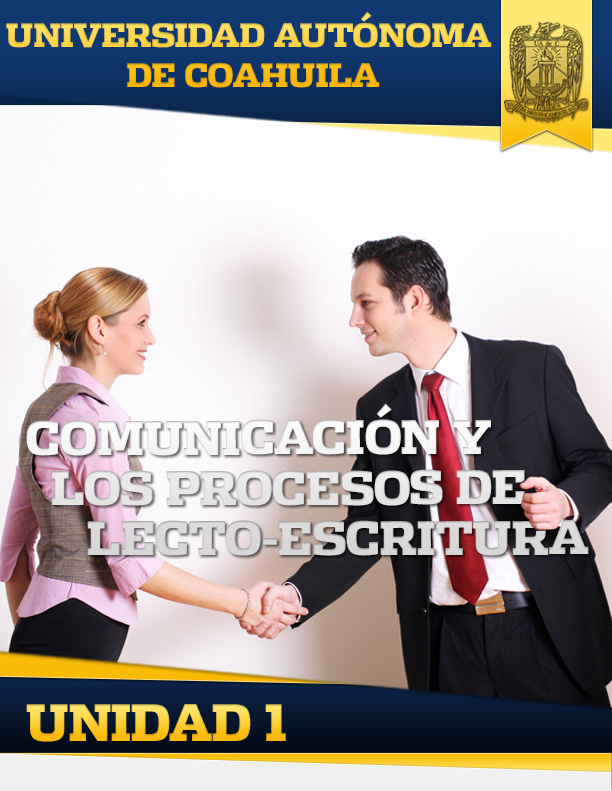 UNIVERSIDAD AUTÓNOMA
DE COAHUILA
COMUNICACIÓN Y
LOS PROCESOS DE
LECTO-ESCRITURA
UNIDAD 1